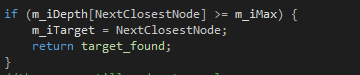 if (m_iDepth[NextClosestNode] >= m_iMax) {
m_iTarget = NextClosestNode;
return target_found;
}